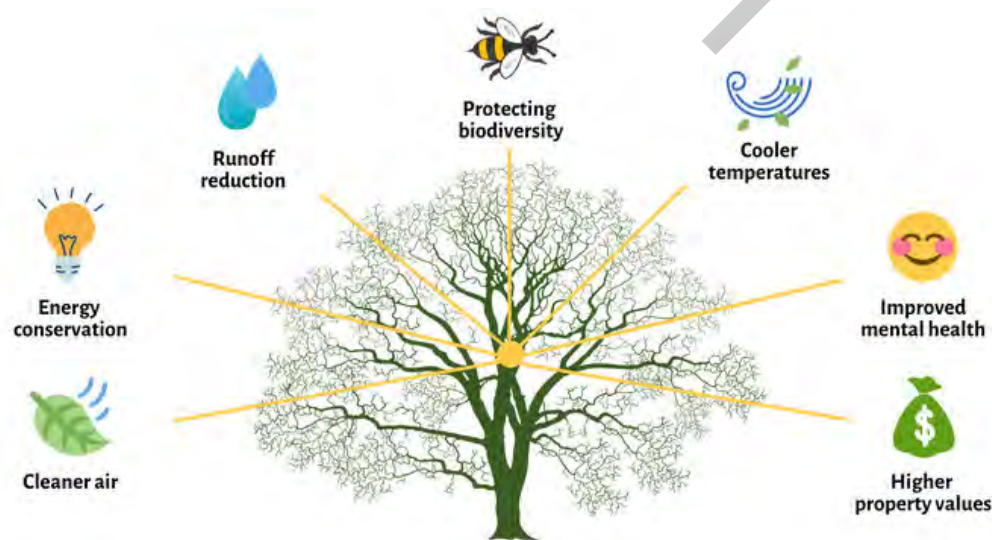 Protecting
biodiversity
Runoff
reduction
Cooler
temperatures
Energy
conservation
Improved
mental health
Cleaner air
$
Higher
property values